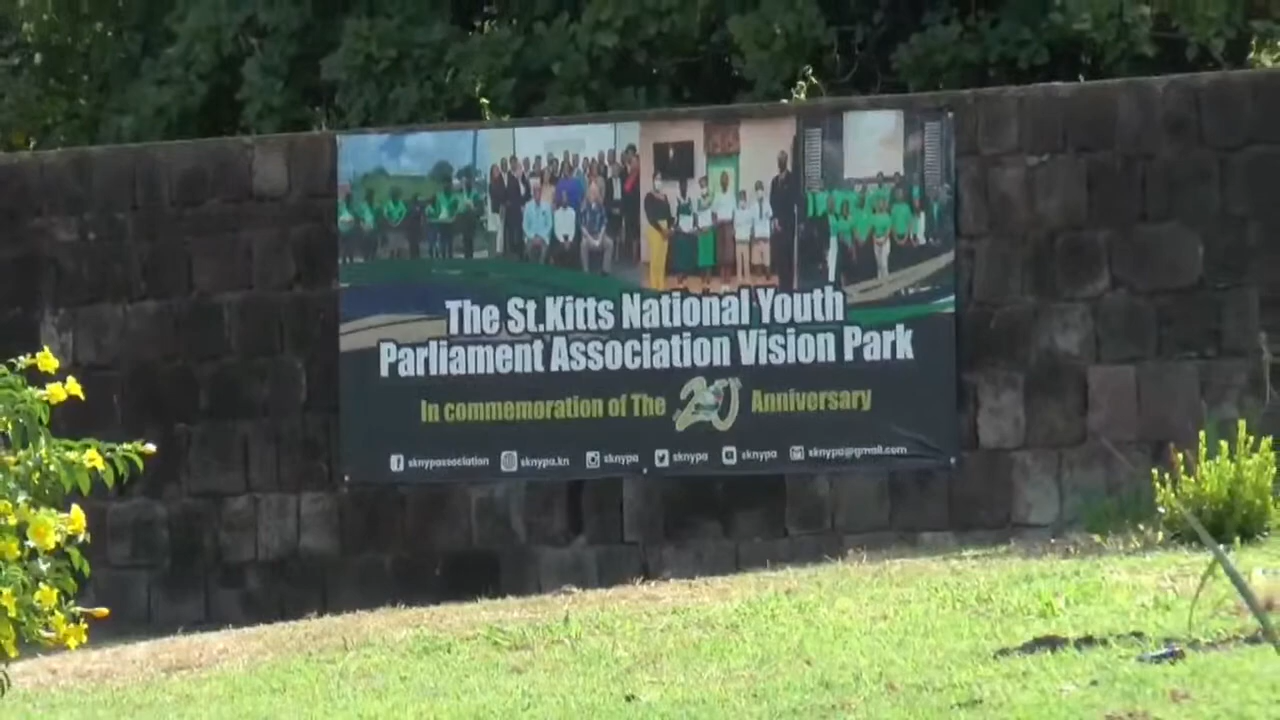 The St.Kitts National Youth
Parliament Association Vision Park
In commemoration of The 20 Anniversary
sknypassociation sknypa.kn sknypa sknypa sknypa sknypa@gmail.com